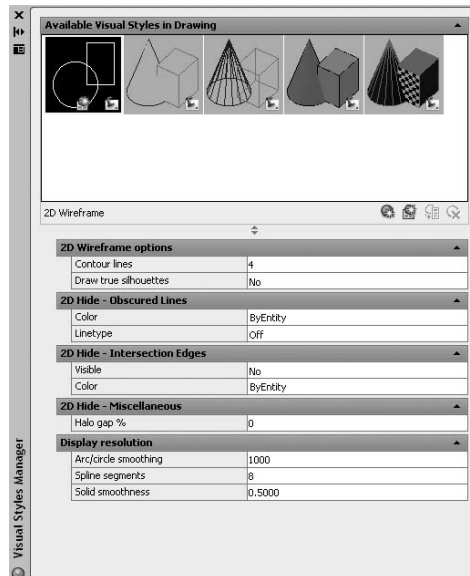 Available Visual Styles in Drawing
2D Wireframe
2D Wireframe options
Contour lines 4
Draw true silhouettes No
2D Hide - Obscured Lines
Color ByEntity
Linetype Off
2D Hide - Intersection Edges
Visible No
Color ByEntity
2D Hide - Miscellaneous
Halo gap % 0
Display resolution
Arc/circle smoothing 1000
Spline segments 8
Solid smoothness 0.5000
Visual Styles Manager